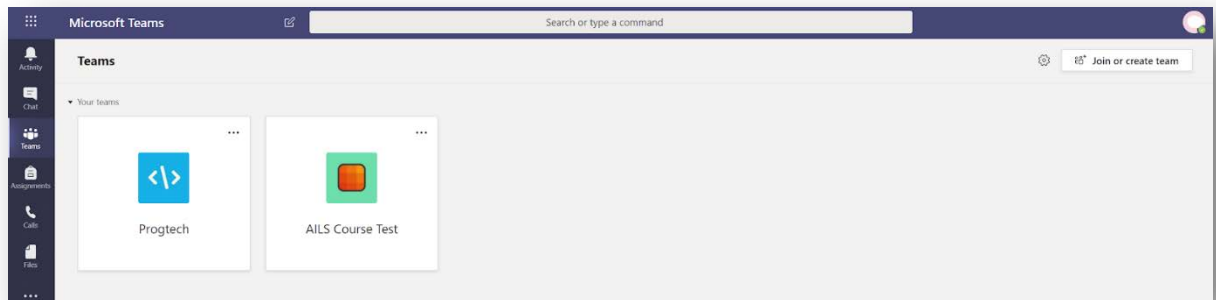 Microsoft Teams
Search or type a command
Activity
Chat
Teams
Assignments
Calls
Files
Teams
Join or create team
Your teams
Progtech
AILS Course Test